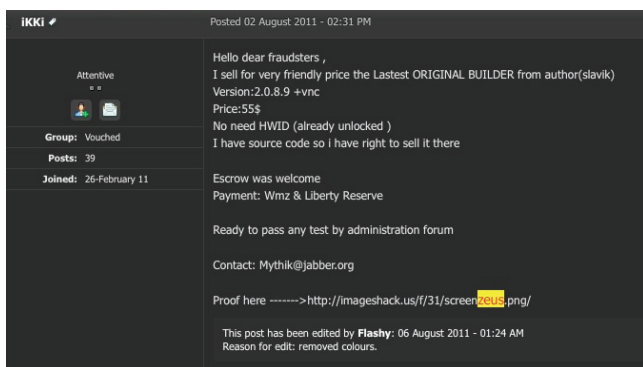 iKKi
Posted 02 August 2011 - 02:31 PM
Attentive
Group: Vouched
Posts: 39
Joined: 26-February 11
Hello dear fraudsters ,
I sell for very friendly price the Lastest ORIGINAL BUILDER from author(slavik)
Version:2.0.8.9 +vnc
Price:55$
No need HWID (already unlocked )
I have source code so i have right to sell it there
Escrow was welcome
Payment: Wmz & Liberty Reserve
Ready to pass any test by administration forum
Contact: Mythik@jabber.org
Proof here ------->http://imageshack.us/f/31/screenzeus.png/
This post has been edited by Flashy: 06 August 2011 - 01:24 AM
Reason for edit: removed colours.